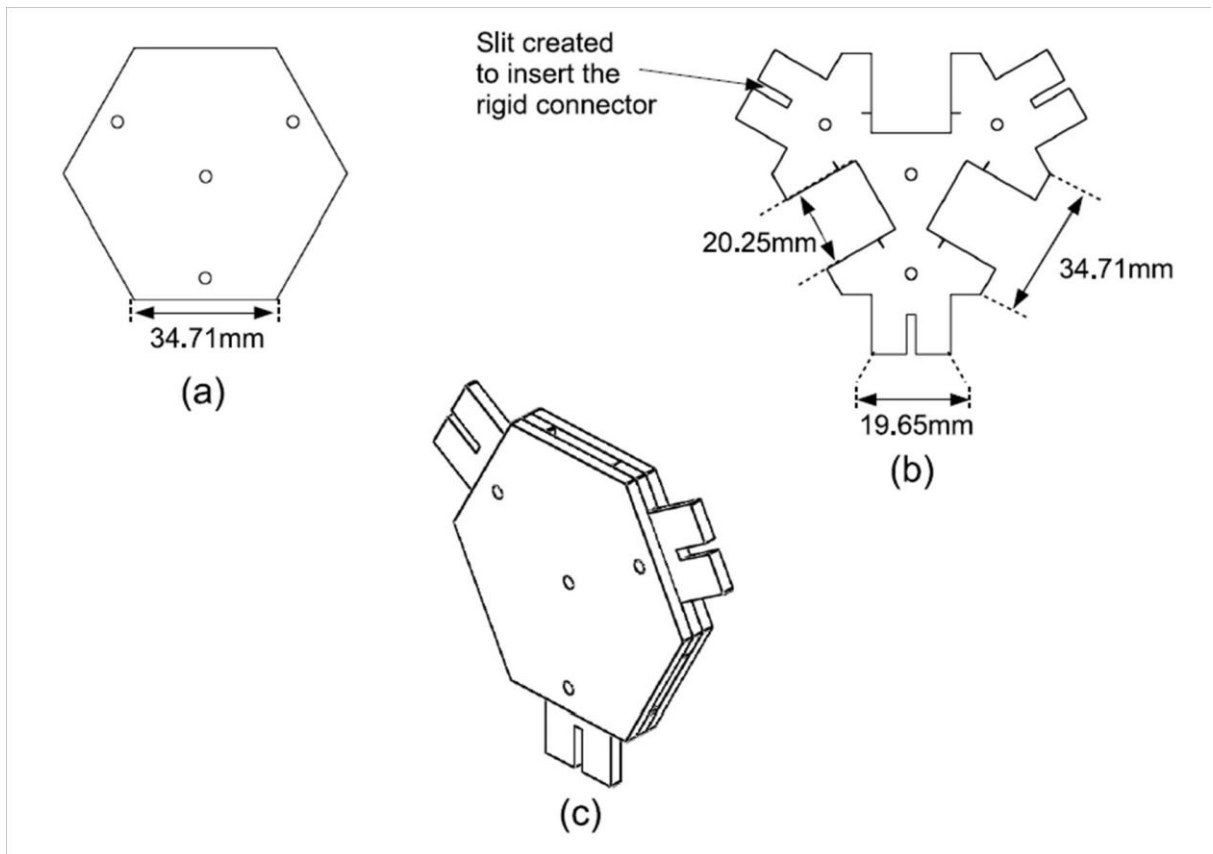 Slit created
to insert the
rigid connector
34.71mm
(a)
20.25mm
34.71mm
19.65mm
(b)
(c)